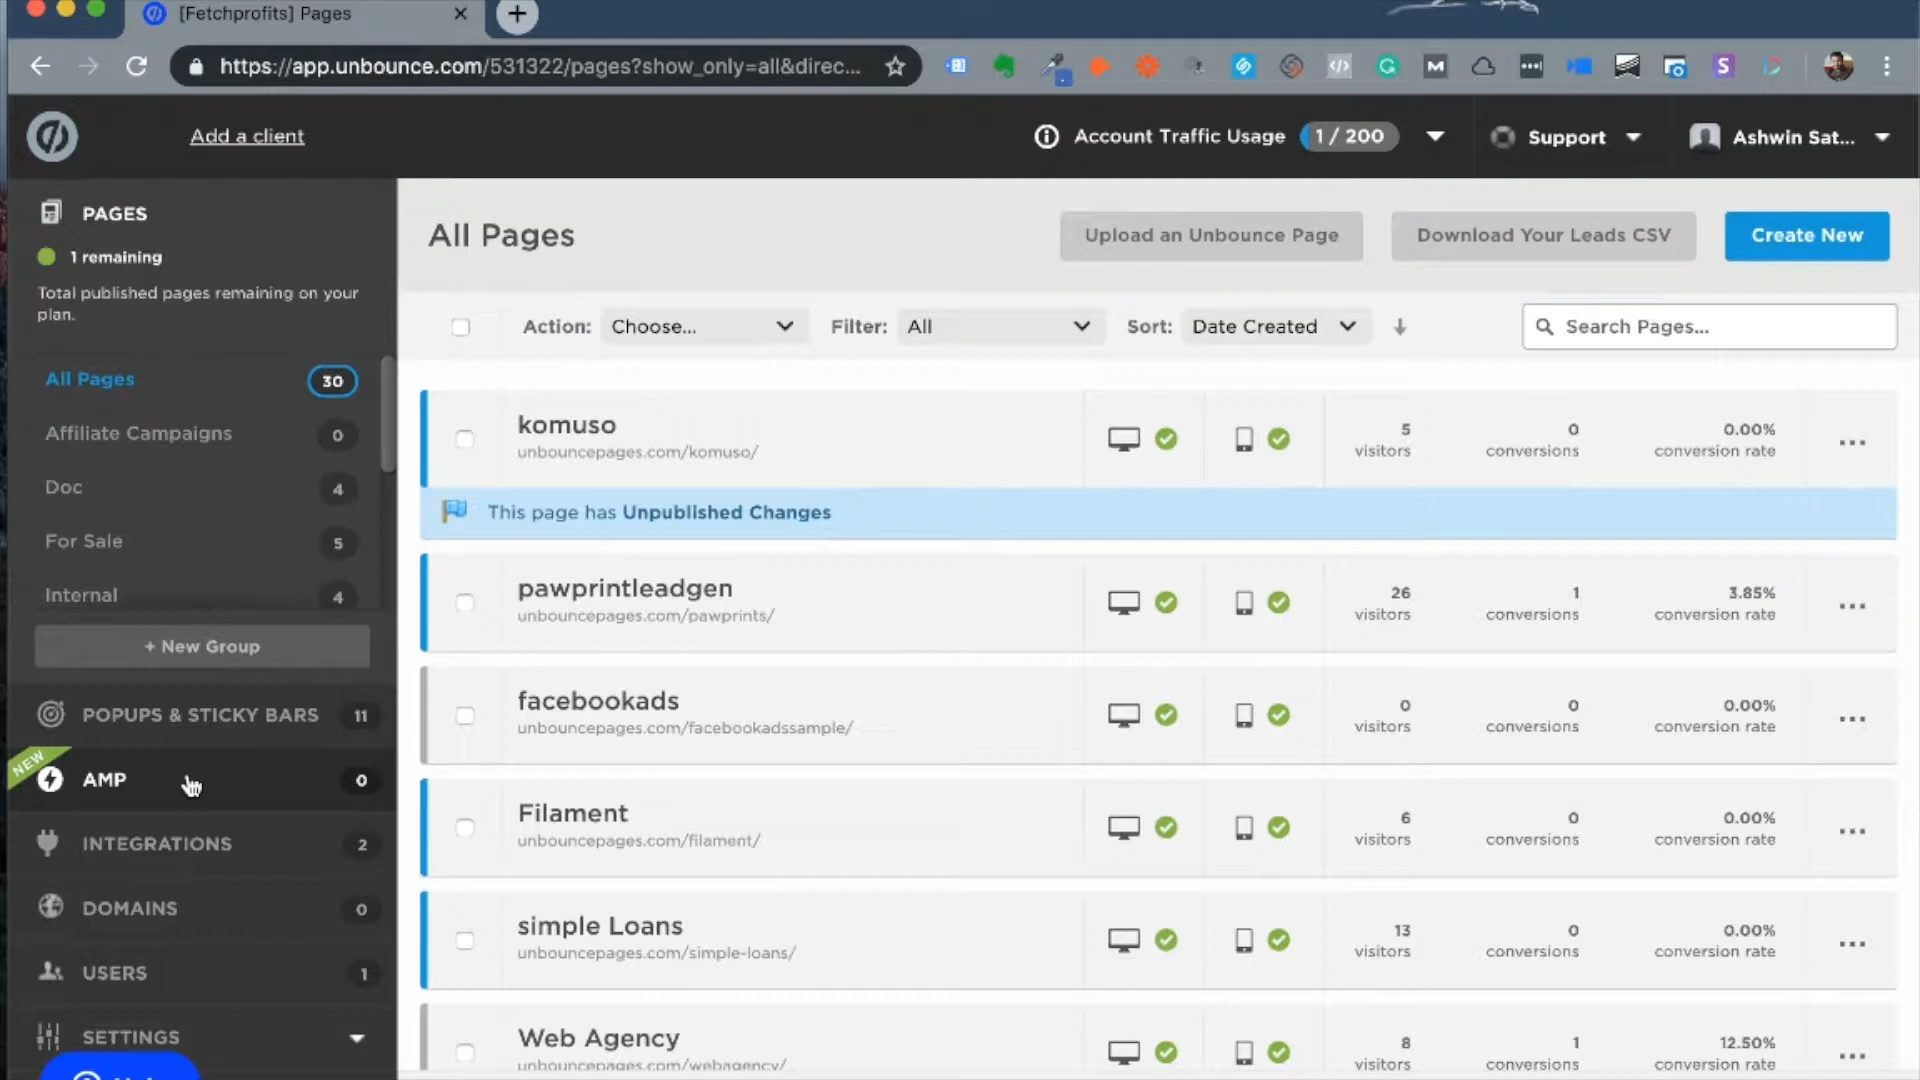 [Fetchprofits] Pages
https://app.unbounce.com/531322/pages?show_only=all&direc...
Add a client
Account Traffic Usage 1 / 200
Support
Ashwin Sat...
PAGES
1 remaining
Total published pages remaining on your
plan.
All Pages 30
Affiliate Campaigns 0
Doc 4
For Sale 5
Internal 4
+ New Group
POPUPS & STICKY BARS 11
NEW
AMP 0
INTEGRATIONS 2
DOMAINS 0
USERS 1
SETTINGS
All Pages
Upload an Unbounce Page
Download Your Leads CSV
Create New
Action: Choose...
Filter: All
Sort: Date Created
Search Pages...
komuso
unbouncepages.com/komuso/
5 visitors
0 conversions
0.00% conversion rate
This page has Unpublished Changes
pawprintleadgen
unbouncepages.com/pawprints/
26 visitors
1 conversions
3.85% conversion rate
facebookads
unbouncepages.com/facebookadssample/
0 visitors
0 conversions
0.00% conversion rate
Filament
unbouncepages.com/filament/
6 visitors
0 conversions
0.00% conversion rate
simple Loans
unbouncepages.com/simple-loans/
13 visitors
0 conversions
0.00% conversion rate
Web Agency
unbouncepages.com/webagency/
8 visitors
1 conversions
12.50% conversion rate